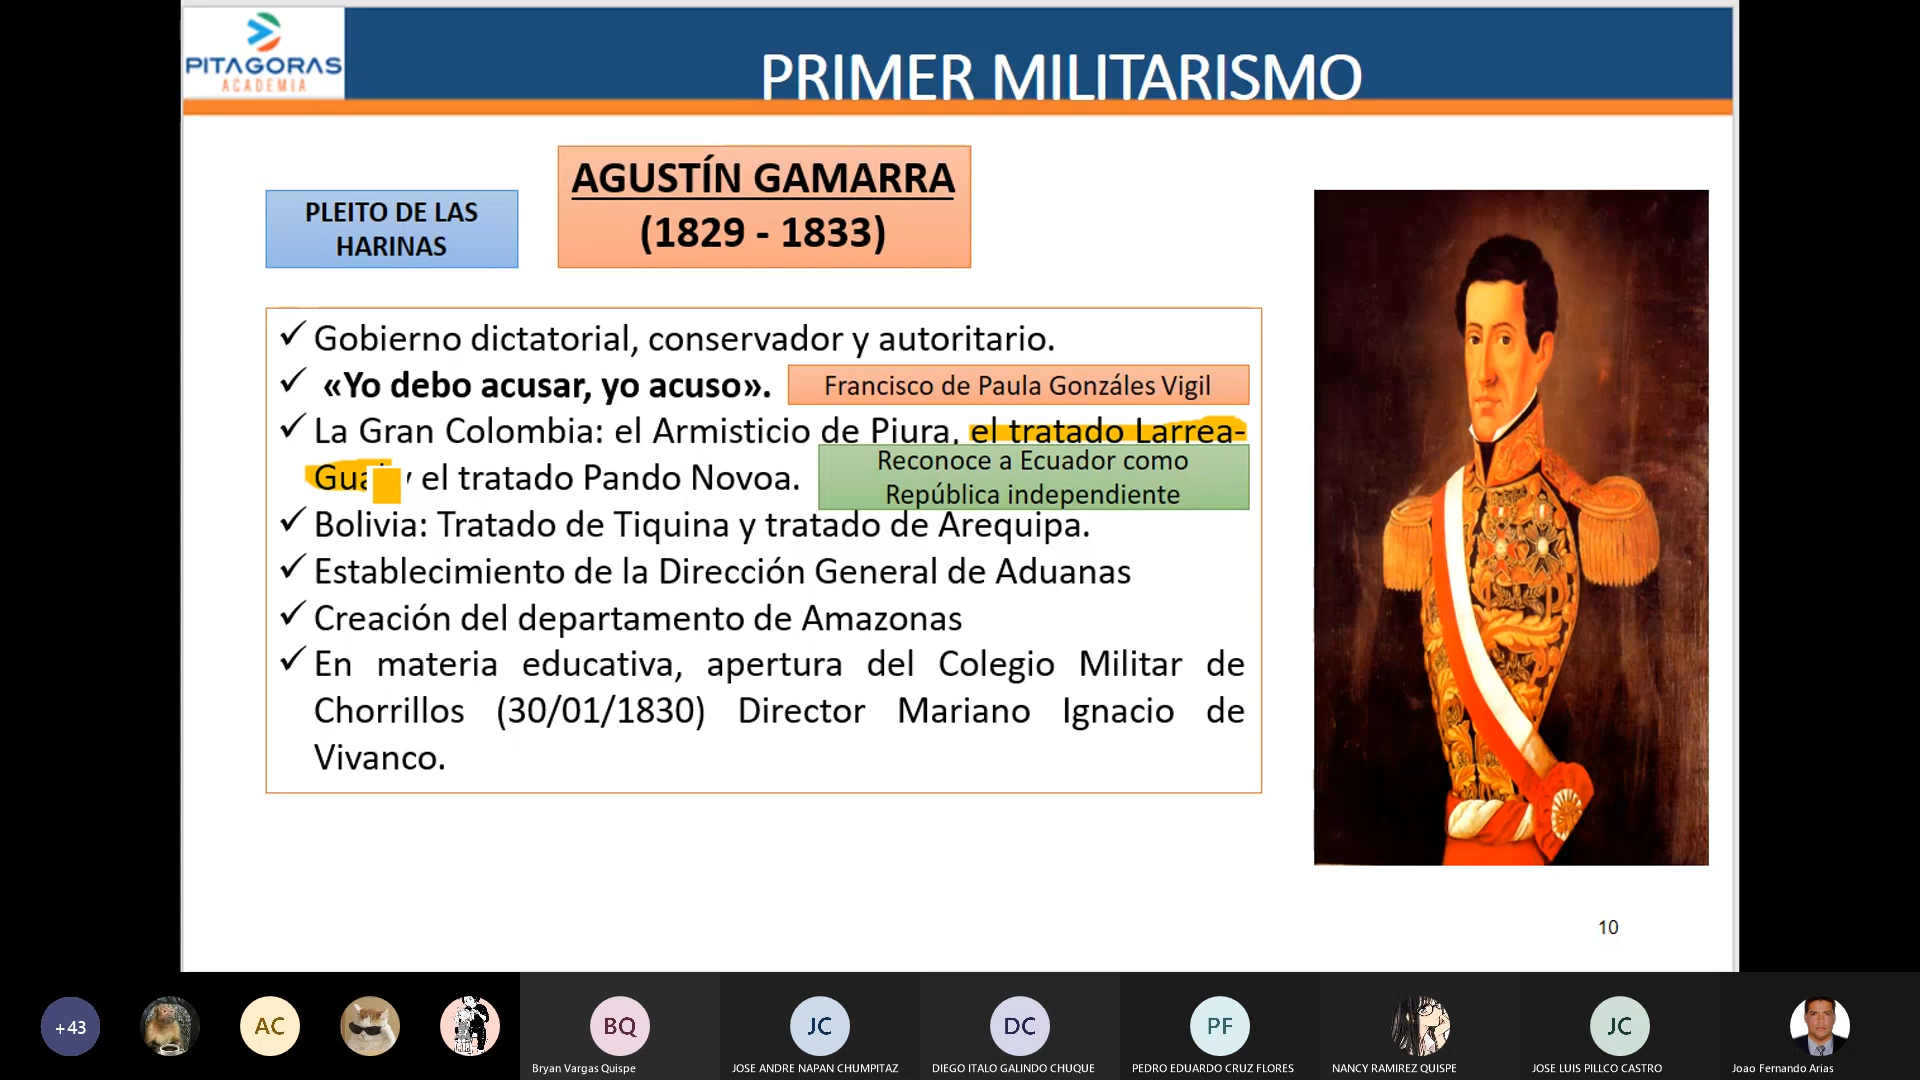 PITAGORAS
ACADEMIA
PRIMER MILITARISMO
PLEITO DE LAS
HARINAS
AGUSTÍN GAMARRA
(1829 - 1833)
Gobierno dictatorial, conservador y autoritario.
«Yo debo acusar, yo acuso».
Francisco de Paula Gonzáles Vigil
La Gran Colombia: el Armisticio de Piura, el tratado Larrea-
el tratado Pando Novoa.
Reconoce a Ecuador como
República independiente
Bolivia: Tratado de Tiquina y tratado de Arequipa.
Establecimiento de la Dirección General de Aduanas
Creación del departamento de Amazonas
En materia educativa, apertura del Colegio Militar de
Chorrillos (30/01/1830) Director Mariano Ignacio de
Vivanco.
10
+43
AC
BQ
JC
DC
PF
JC
Bryan Vargas Quispe
JOSE ANDRE NAPAN CHUMPITAZ
DIEGO ITALO GALINDO CHUQUE
PEDRO EDUARDO CRUZ FLORES
NANCY RAMIREZ QUISPE
JOSE LUIS PILLCO CASTRO
Joao Fernando Arias